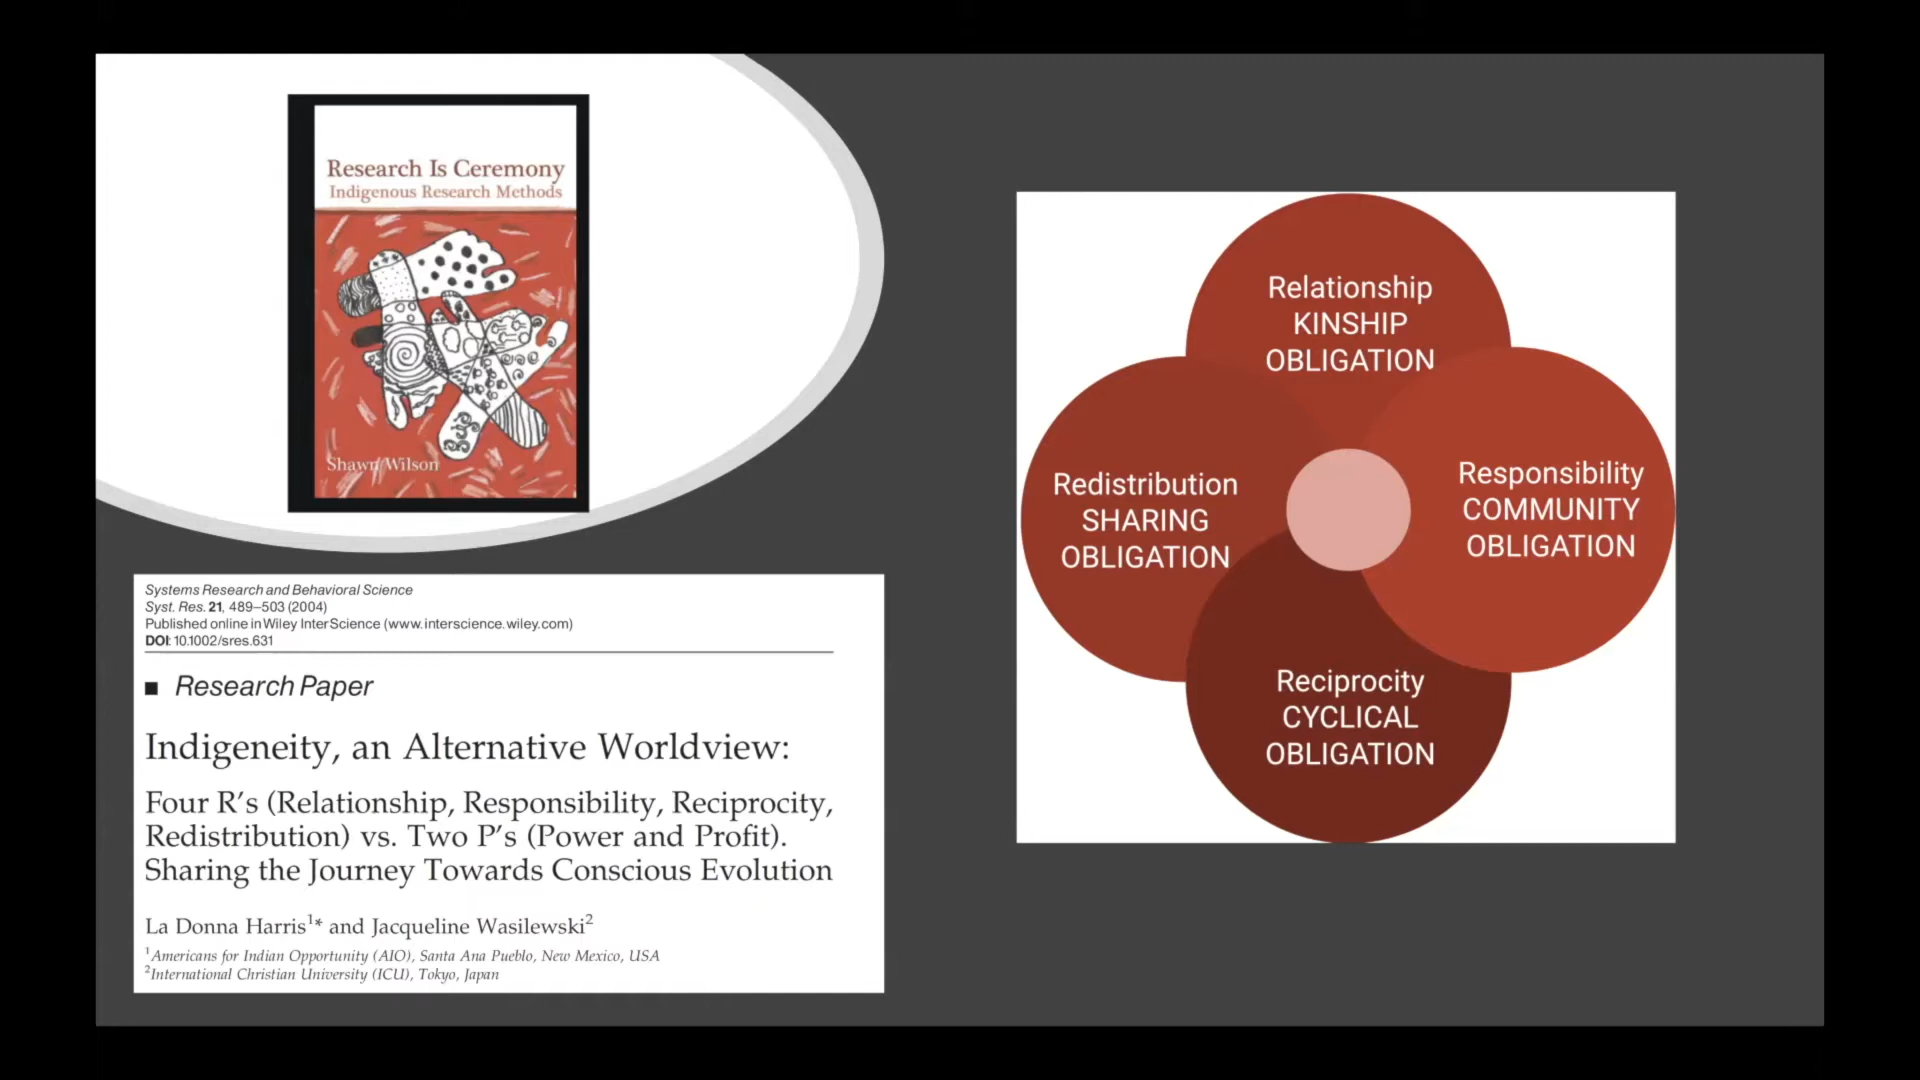 Research Is Ceremony
Indigenous Research Methods
Shawn Wilson
Systems Research and Behavioral Science
Syst. Res. 21, 489–503 (2004)
Published online in Wiley InterScience (www.interscience.wiley.com)
DOI: 10.1002/sres.631
■ Research Paper
Indigeneity, an Alternative Worldview:
Four R's (Relationship, Responsibility, Reciprocity,
Redistribution) vs. Two P's (Power and Profit).
Sharing the Journey Towards Conscious Evolution
La Donna Harris¹* and Jacqueline Wasilewski²
¹Americans for Indian Opportunity (AIO), Santa Ana Pueblo, New Mexico, USA
²International Christian University (ICU), Tokyo, Japan
Relationship
KINSHIP
OBLIGATION
Responsibility
COMMUNITY
OBLIGATION
Redistribution
SHARING
OBLIGATION
Reciprocity
CYCLICAL
OBLIGATION